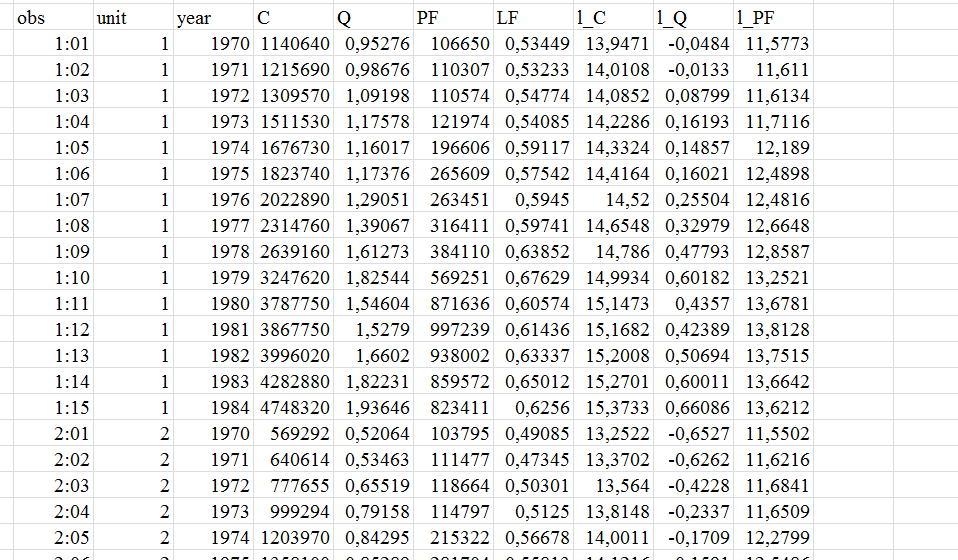 obs unit year C Q PF LF l_C l_Q l_PF
1:01 1 1970 1140640 0,95276 106650 0,53449 13,9471 -0,0484 11,5773
1:02 1 1971 1215690 0,98676 110307 0,53233 14,0108 -0,0133 11,611
1:03 1 1972 1309570 1,09198 110574 0,54774 14,0852 0,08799 11,6134
1:04 1 1973 1511530 1,17578 121974 0,54085 14,2286 0,16193 11,7116
1:05 1 1974 1676730 1,16017 196606 0,59117 14,3324 0,14857 12,189
1:06 1 1975 1823740 1,17376 265609 0,57542 14,4164 0,16021 12,4898
1:07 1 1976 2022890 1,29051 263451 0,5945 14,52 0,25504 12,4816
1:08 1 1977 2314760 1,39067 316411 0,59741 14,6548 0,32979 12,6648
1:09 1 1978 2639160 1,61273 384110 0,63852 14,786 0,47793 12,8587
1:10 1 1979 3247620 1,82544 569251 0,67629 14,9934 0,60182 13,2521
1:11 1 1980 3787750 1,54604 871636 0,60574 15,1473 0,4357 13,6781
1:12 1 1981 3867750 1,5279 997239 0,61436 15,1682 0,42389 13,8128
1:13 1 1982 3996020 1,6602 938002 0,63337 15,2008 0,50694 13,7515
1:14 1 1983 4282880 1,82231 859572 0,65012 15,2701 0,60011 13,6642
1:15 1 1984 4748320 1,93646 823411 0,6256 15,3733 0,66086 13,6212
2:01 2 1970 569292 0,52064 103795 0,49085 13,2522 -0,6527 11,5502
2:02 2 1971 640614 0,53463 111477 0,47345 13,3702 -0,6262 11,6216
2:03 2 1972 777655 0,65519 118664 0,50301 13,564 -0,4228 11,6841
2:04 2 1973 999294 0,79158 114797 0,5125 13,8148 -0,2337 11,6509
2:05 2 1974 1203970 0,84295 215322 0,56678 14,0011 -0,1709 12,2799